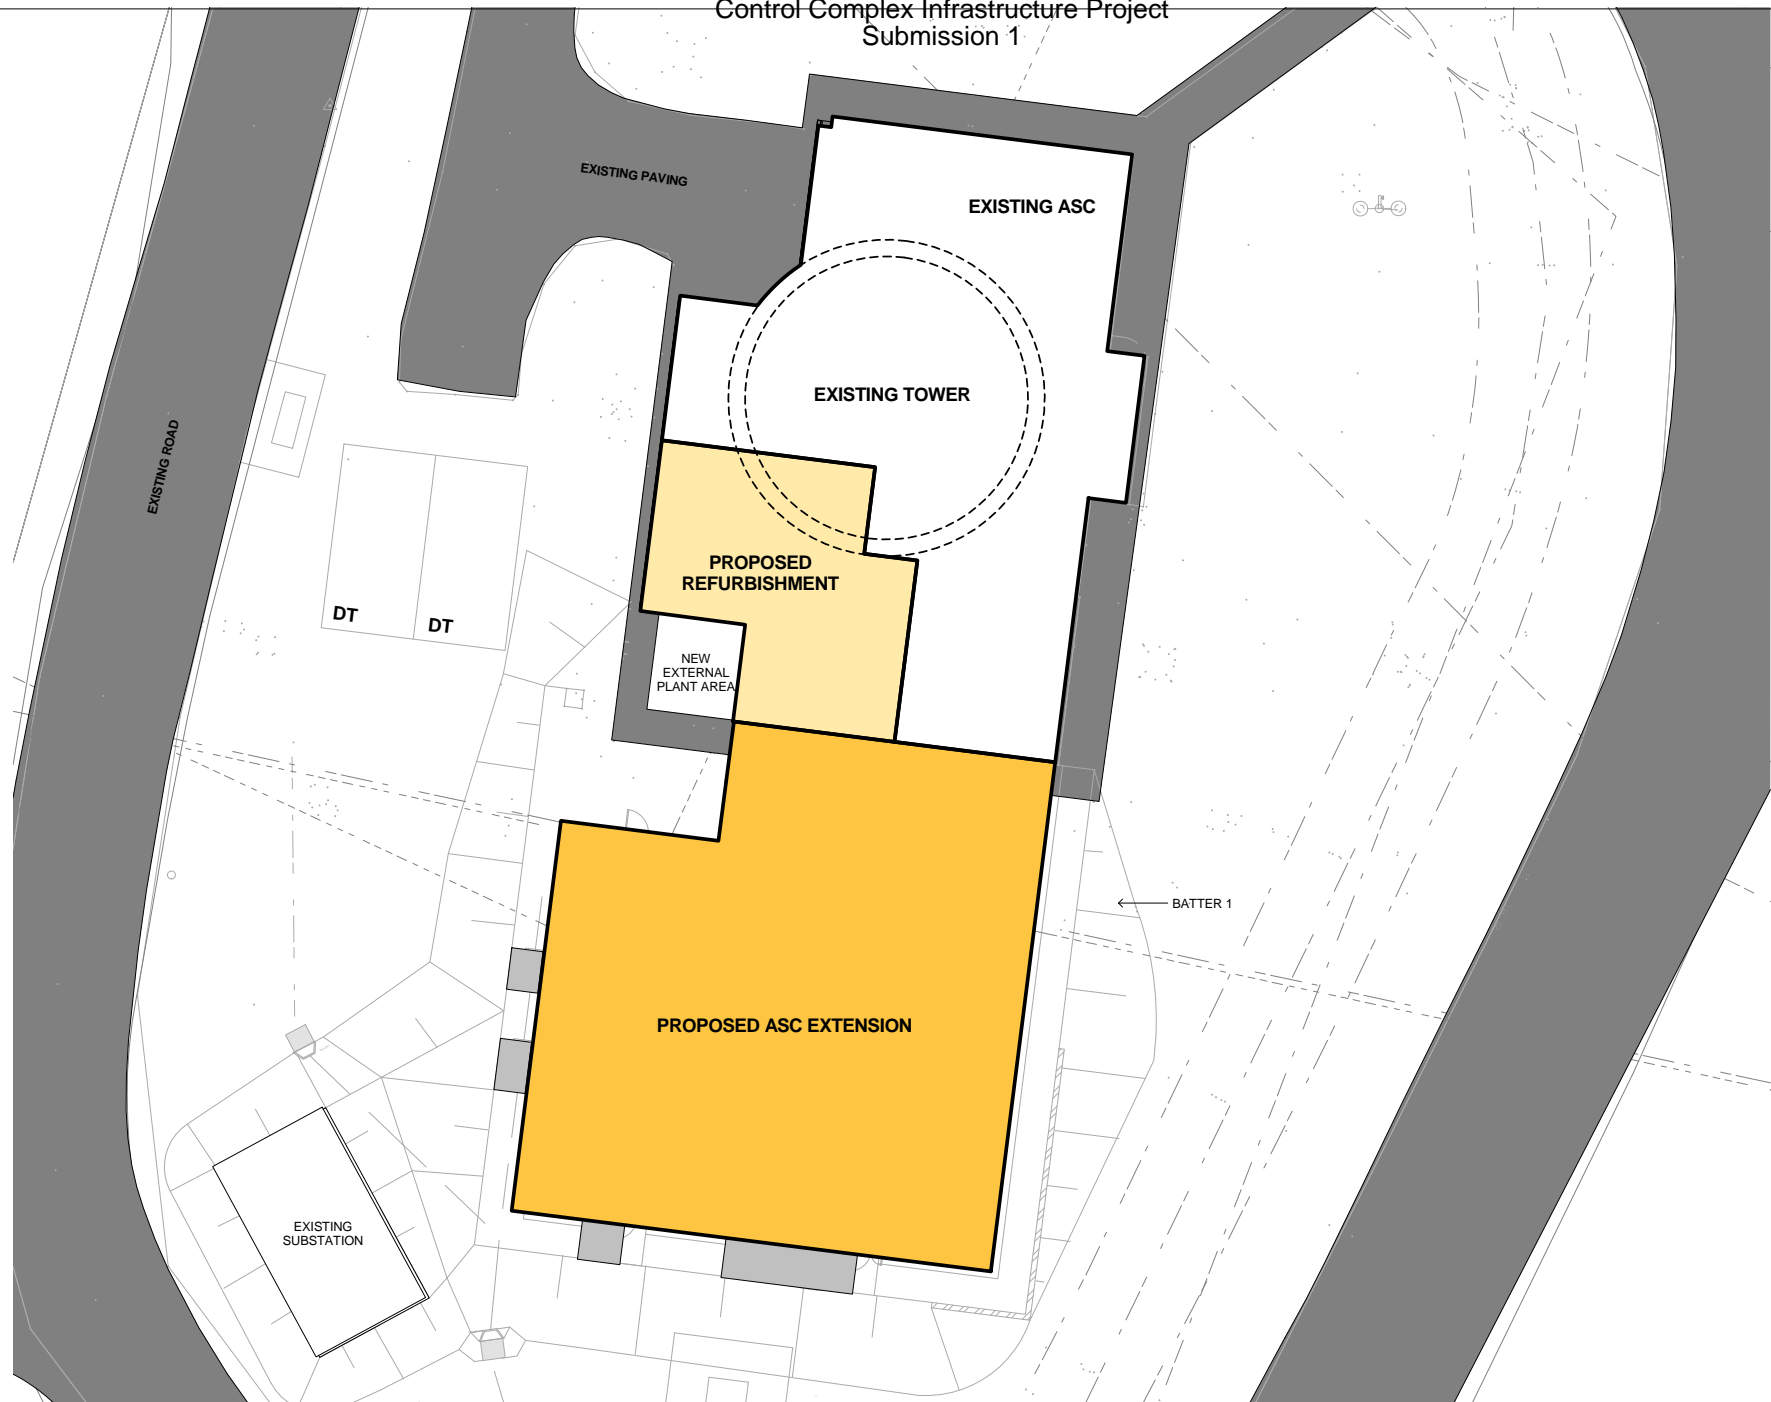 Control Complex Infrastructure Project
Submission 1
EXISTING PAVING
EXISTING ASC
EXISTING TOWER
EXISTING ROAD
PROPOSED
REFURBISHMENT
DT
DT
NEW
EXTERNAL
PLANT AREA
BATTER 1
PROPOSED ASC EXTENSION
EXISTING
SUBSTATION